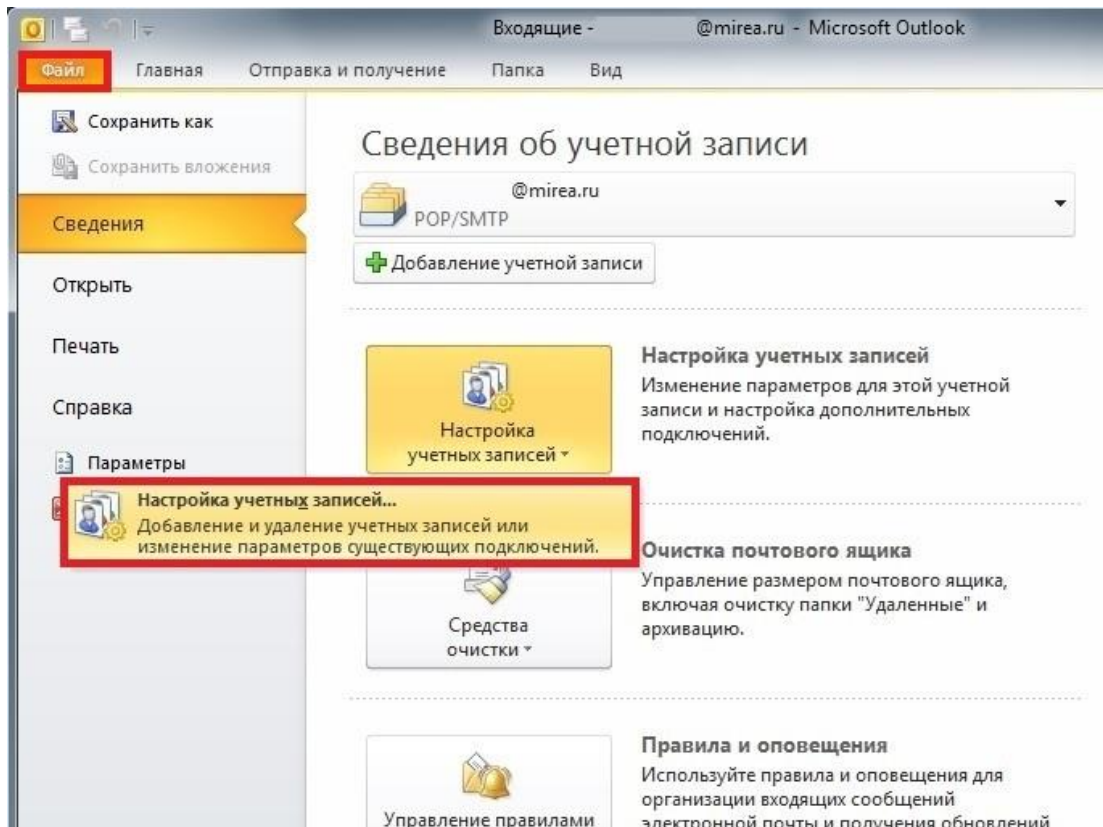 Входящие - @mirea.ru - Microsoft Outlook
Файл Главная Отправка и получение Папка Вид
Сохранить как
Сохранить вложения
Сведения
Открыть
Печать
Справка
Параметры
Сведения об учетной записи
@mirea.ru
POP/SMTP
Добавление учетной записи
Настройка
учетных записей
Настройка учетных записей
Изменение параметров для этой учетной
записи и настройка дополнительных
подключений.
Настройка учетных записей...
Добавление и удаление учетных записей или
изменение параметров существующих подключений.
Средства
очистки
Очистка почтового ящика
Управление размером почтового ящика,
включая очистку папки "Удаленные" и
архивацию.
Управление правилами
Правила и оповещения
Используйте правила и оповещения для
организации входящих сообщений
электронной почты и получения обновлений